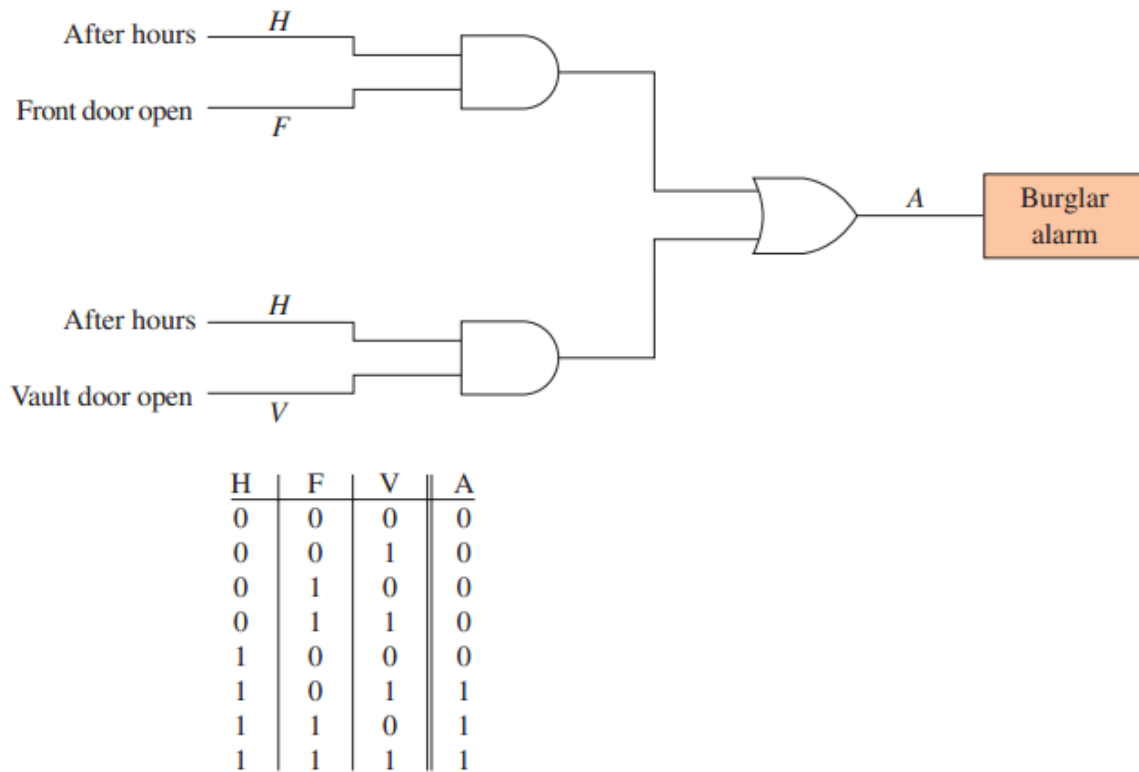 After hours H
Front door open F
A
Burglar
alarm
After hours H
Vault door open V
H F V A
0 0 0 0
0 0 1 0
0 1 0 0
0 1 1 0
1 0 0 0
1 0 1 1
1 1 0 1
1 1 1 1